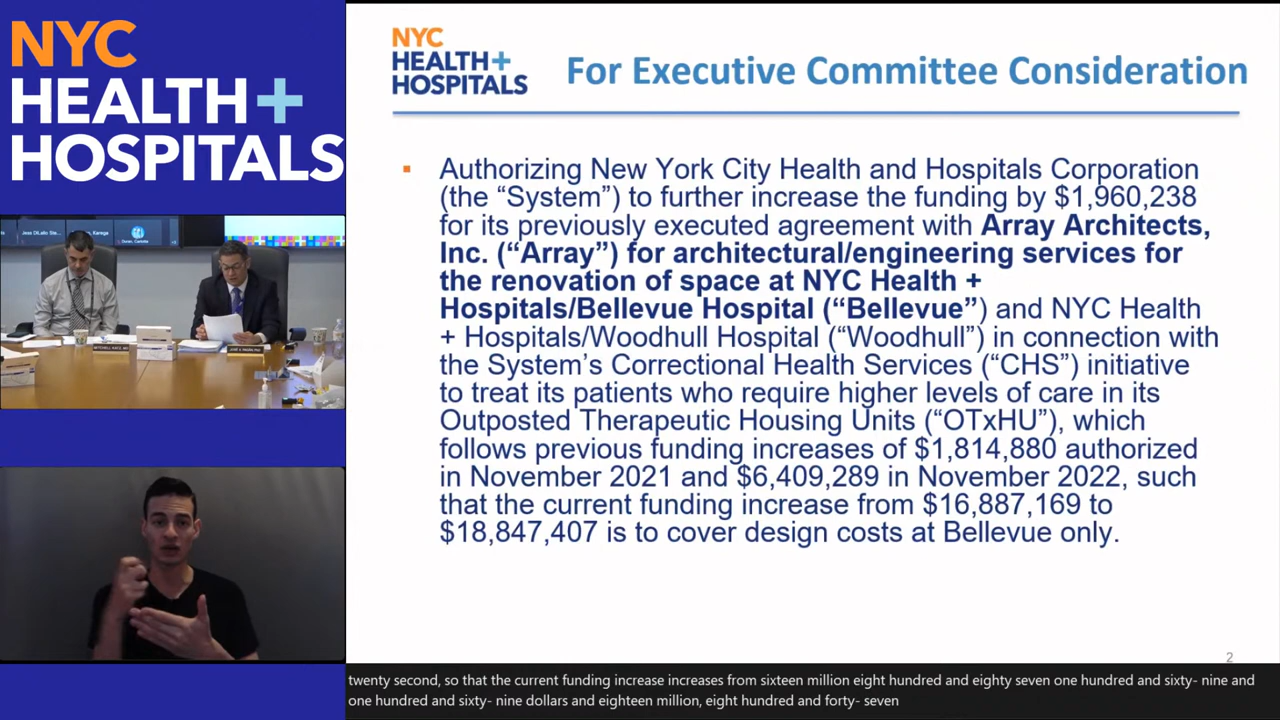 NYC
HEALTH+
HOSPITALS
NYC
HEALTH+
HOSPITALS
For Executive Committee Consideration
▪ Authorizing New York City Health and Hospitals Corporation
(the “System”) to further increase the funding by $1,960,238
for its previously executed agreement with Array Architects,
Inc. (“Array”) for architectural/engineering services for
the renovation of space at NYC Health +
Hospitals/Bellevue Hospital (“Bellevue”) and NYC Health
+ Hospitals/Woodhull Hospital (“Woodhull”) in connection with
the System’s Correctional Health Services (“CHS”) initiative
to treat its patients who require higher levels of care in its
Outposted Therapeutic Housing Units (“OTxHU”), which
follows previous funding increases of $1,814,880 authorized
in November 2021 and $6,409,289 in November 2022, such
that the current funding increase from $16,887,169 to
$18,847,407 is to cover design costs at Bellevue only.
2
twenty second, so that the current funding increase increases from sixteen million eight hundred and eighty seven one hundred and sixty- nine and
one hundred and sixty- nine dollars and eighteen million, eight hundred and forty- seven